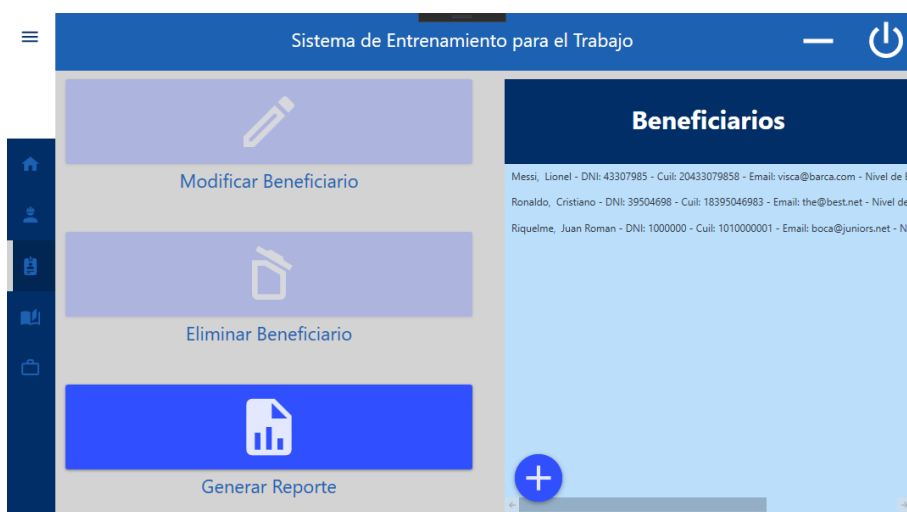 Sistema de Entrenamiento para el Trabajo
Modificar Beneficiario
Eliminar Beneficiario
Generar Reporte
Beneficiarios
Messi, Lionel - DNI: 43307985 - Cuil: 20433079858 - Email: visca@barca.com - Nivel de
Ronaldo, Cristiano - DNI: 39504698 - Cuil: 18395046983 - Email: the@best.net - Nivel de
Riquelme, Juan Roman - DNI: 1000000 - Cuil: 1010000001 - Email: boca@juniors.net - N